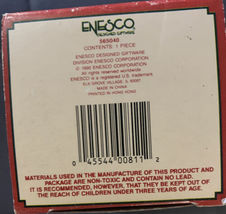 ENESCO
DESIGNED GIFTWARE
565040
CONTENTS: 1 PIECE
ENESCO DESIGNED GIFTWARE
DIVISION ENESCO CORPORATION
© 1990 ENESCO CORPORATION
All rights reserved worldwide
ENESCO is a registered U.S. trademark
ELK GROVE VILLAGE, IL 60007
MADE IN CHINA
PRINTED IN HONG KONG
0 45544 00811 2
MATERIALS USED IN THE MANUFACTURE OF THIS PRODUCT AND
PACKAGE ARE NON-TOXIC AND CONTAIN NO LEAD.
IT IS RECOMMENDED, HOWEVER, THAT THEY BE KEPT OUT OF
THE REACH OF CHILDREN UNDER THREE YEARS OF AGE.